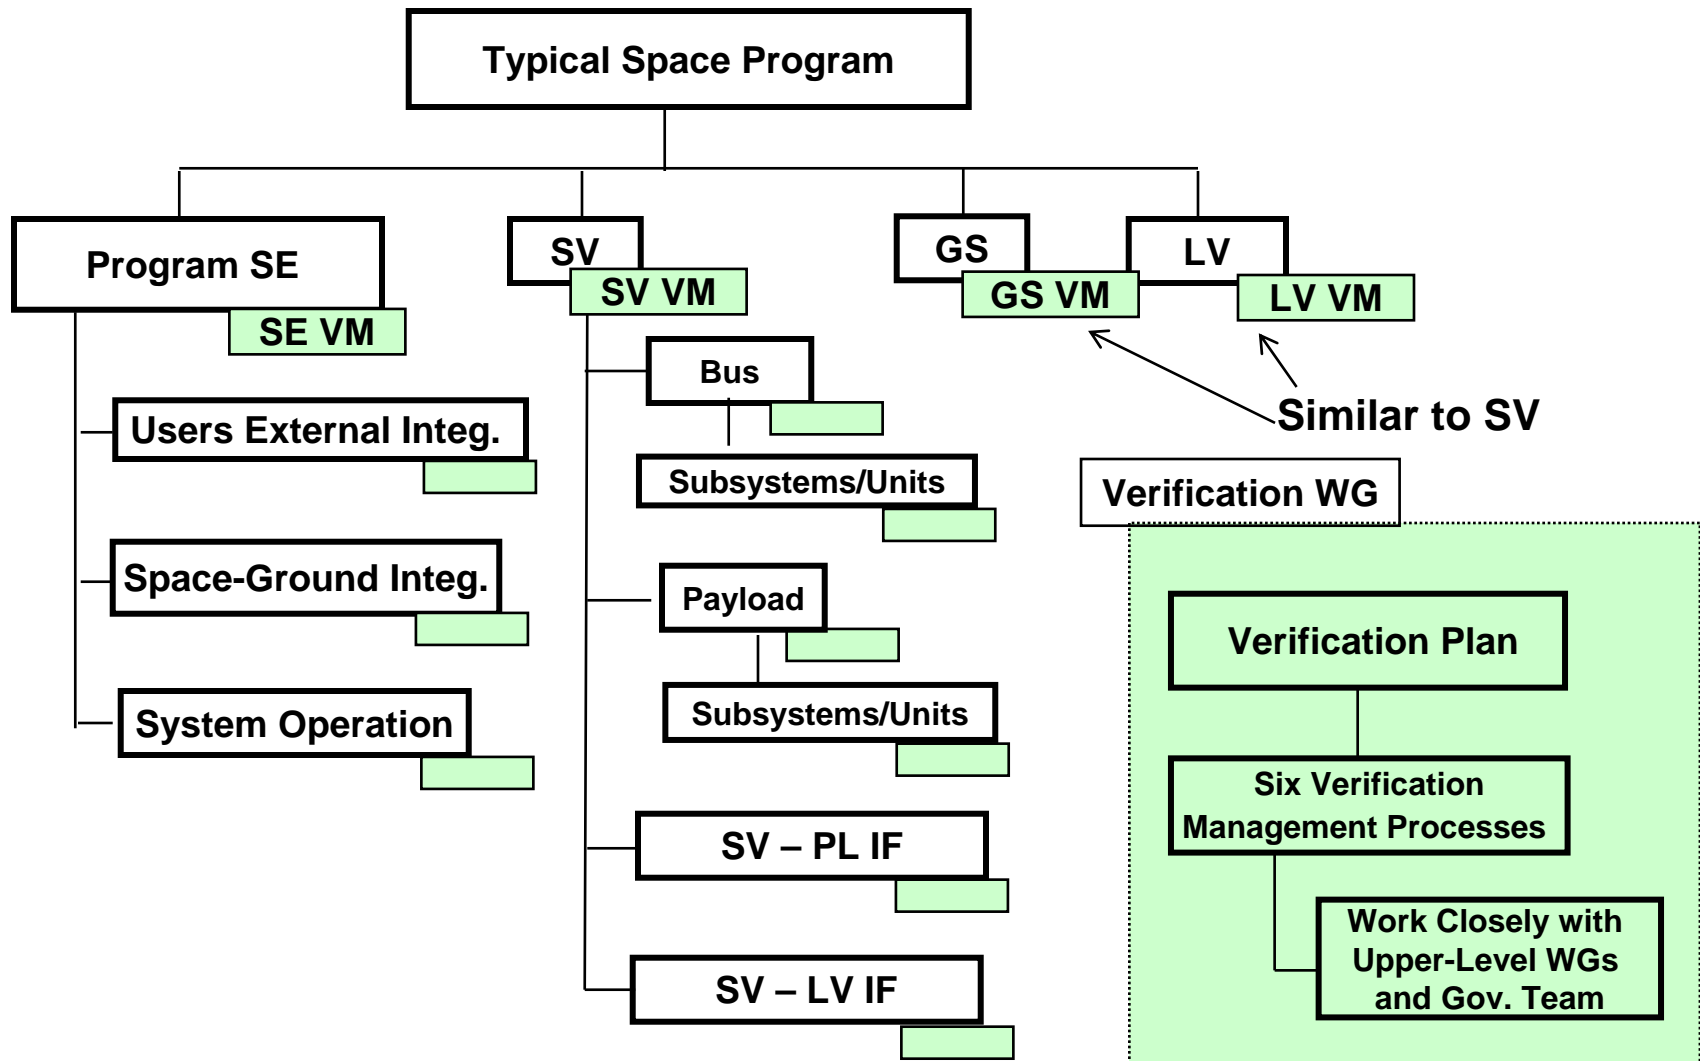 Typical Space Program
Program SE
SE VM
SV
SV VM
GS
GS VM
LV
LV VM
Similar to SV
Users External Integ.
Space-Ground Integ.
System Operation
Bus
Subsystems/Units
Payload
Subsystems/Units
SV – PL IF
SV – LV IF
Verification WG
Verification Plan
Six Verification
Management Processes
Work Closely with
Upper-Level WGs
and Gov. Team